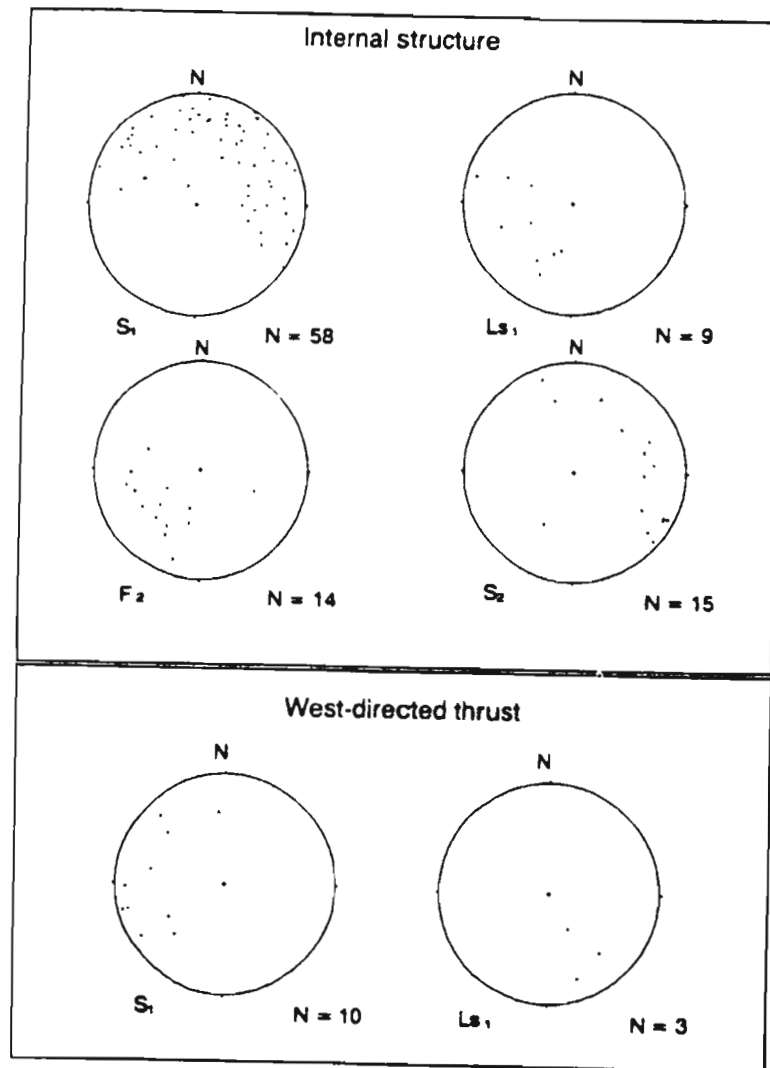 Internal structure
N N
S₁ N = 58 Ls₁ N = 9
N N
F₂ N = 14 S₂ N = 15
West-directed thrust
N N
S₁ N = 10 Ls₁ N = 3